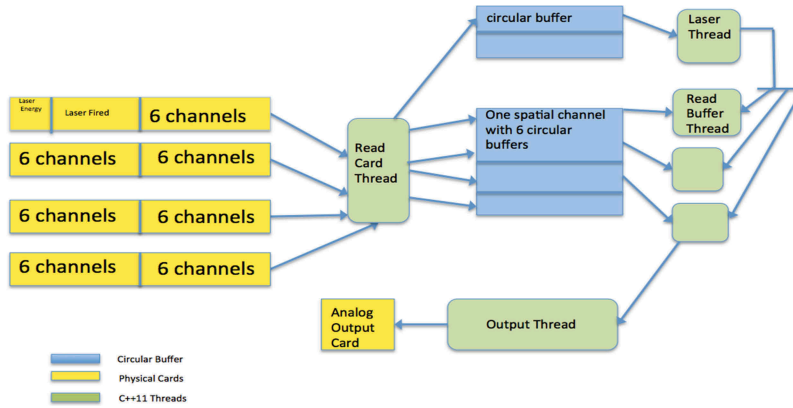 circular buffer
Laser
Thread
Laser
Energy
Laser Fired
6 channels
Read
Card
Thread
One spatial channel
with 6 circular
buffers
Read
Buffer
Thread
6 channels
6 channels
6 channels
6 channels
6 channels
6 channels
Analog
Output
Card
Output Thread
Circular Buffer
Physical Cards
C++11 Threads